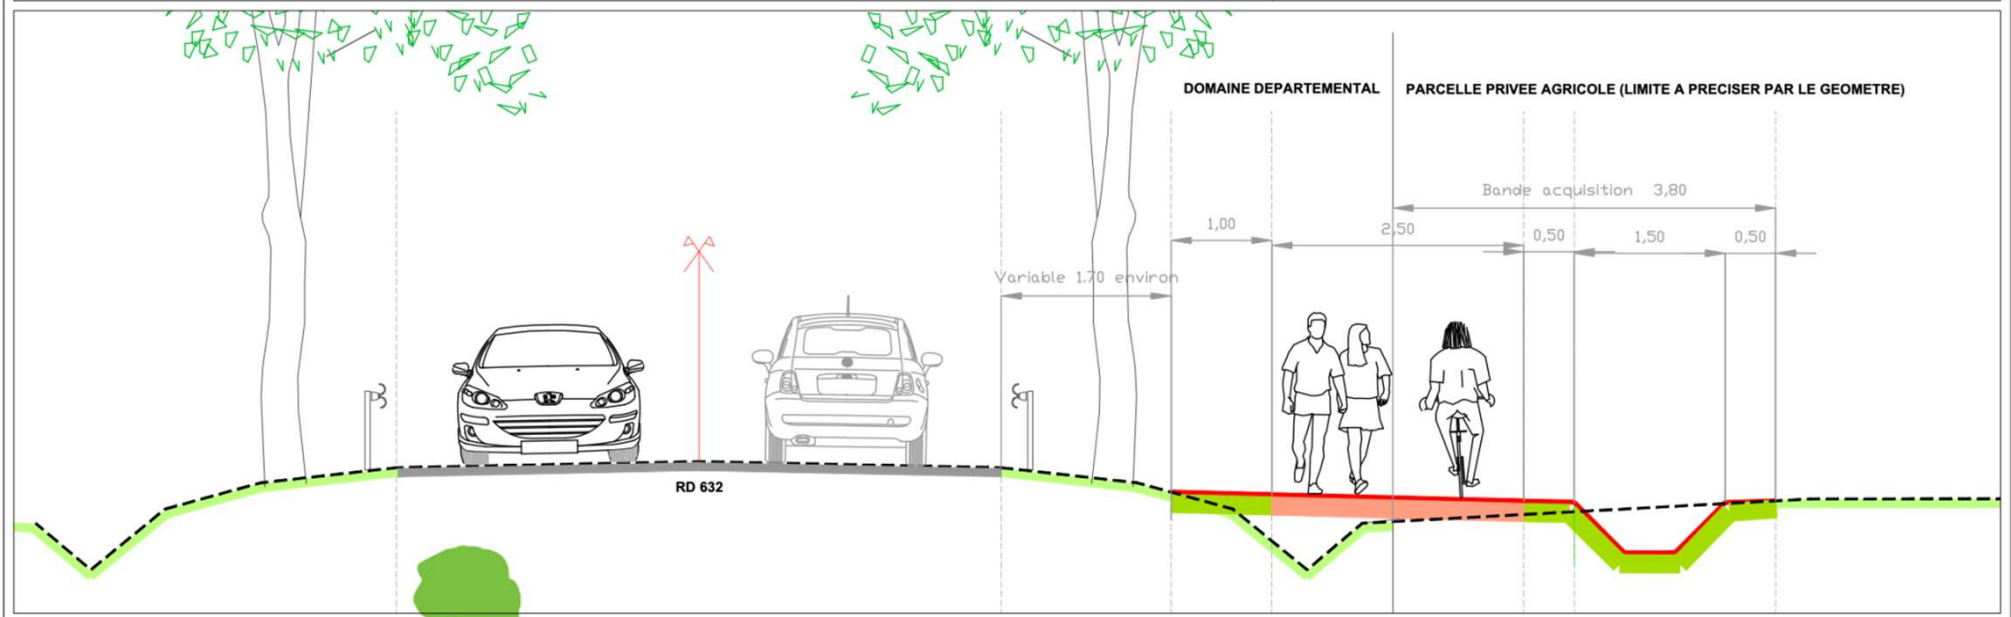 DOMAINE DEPARTEMENTAL
PARCELLE PRIVEE AGRICOLE (LIMITE A PRECISER PAR LE GEOMETRE)
Bande acquisition 3,80
1,00
2,50
0,50
1,50
0,50
Variable 1.70 environ
RD 632